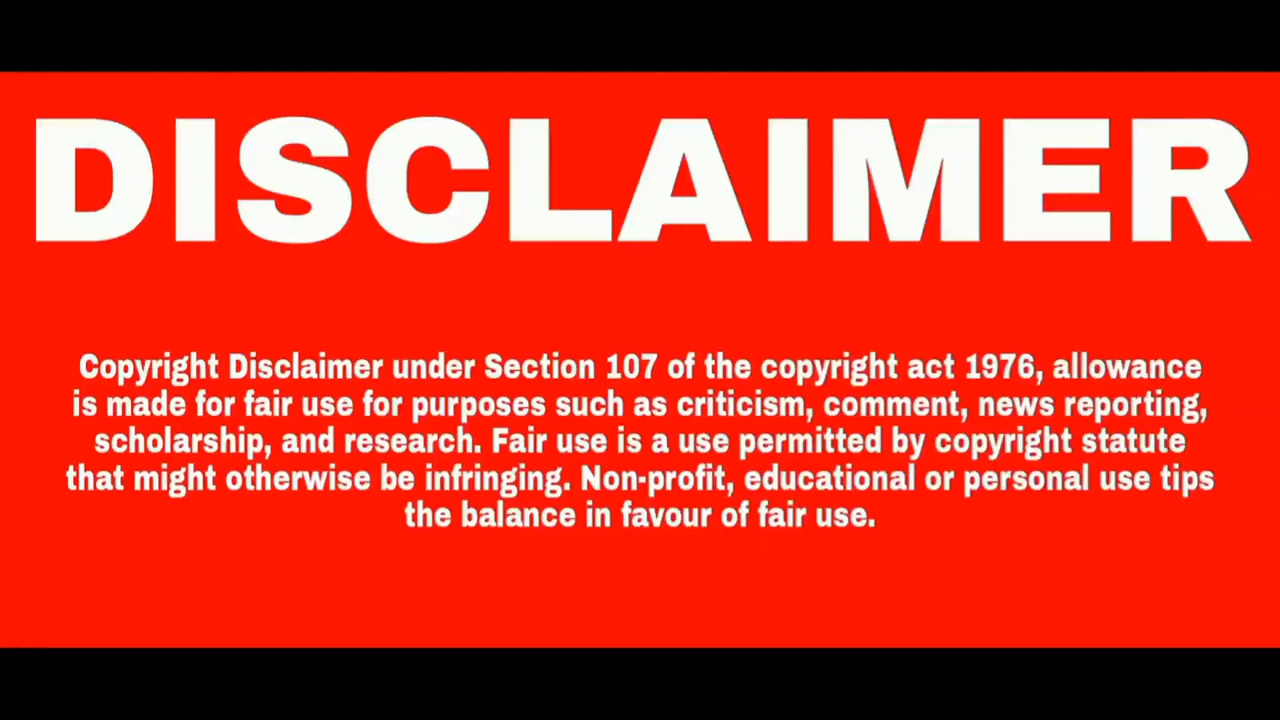 DISCLAIMER
Copyright Disclaimer under Section 107 of the copyright act 1976, allowance
is made for fair use for purposes such as criticism, comment, news reporting,
scholarship, and research. Fair use is a use permitted by copyright statute
that might otherwise be infringing. Non-profit, educational or personal use tips
the balance in favour of fair use.